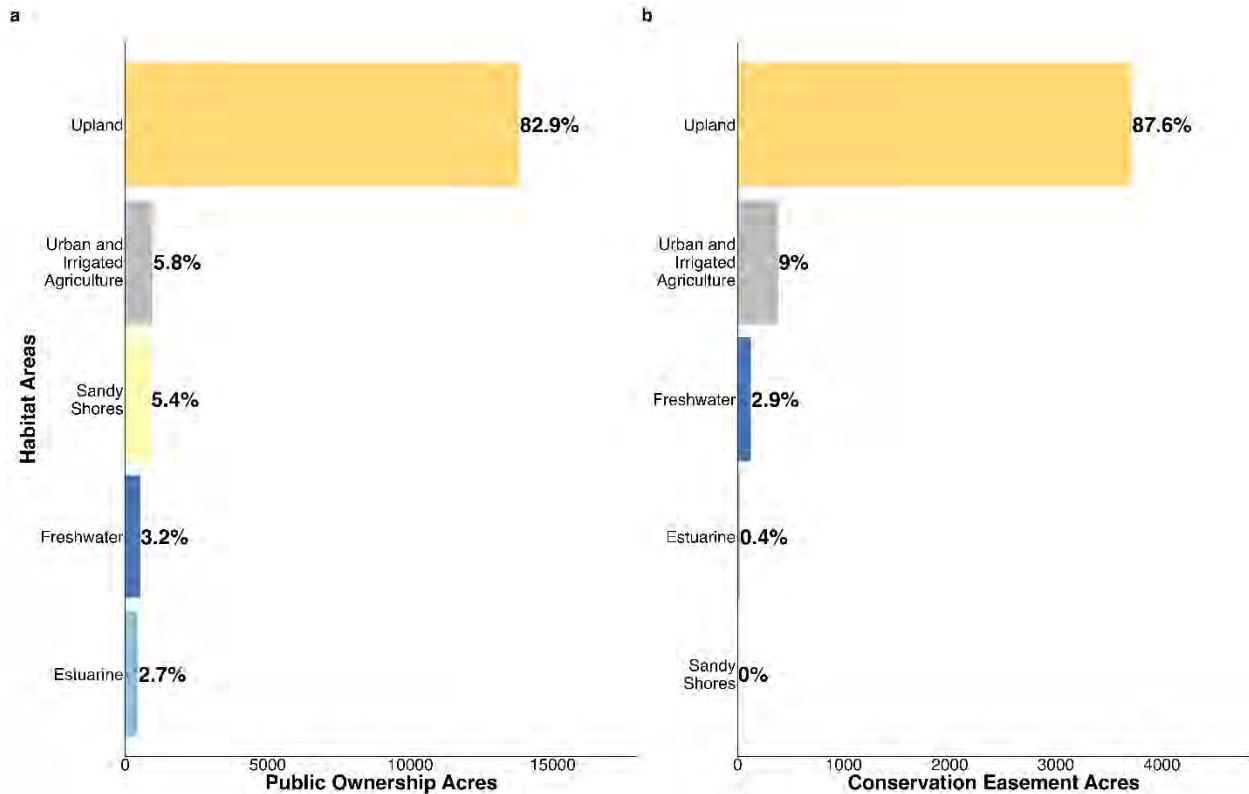 a
Upland
82.9%
Urban and
Irrigated
Agriculture
5.8%
Sandy
Shores
5.4%
Freshwater
3.2%
Estuarine
2.7%
Habitat Areas
0 5000 10000 15000
Public Ownership Acres
b
Upland
87.6%
Urban and
Irrigated
Agriculture
9%
Freshwater
2.9%
Estuarine
0.4%
Sandy
Shores
0%
0 1000 2000 3000 4000
Conservation Easement Acres